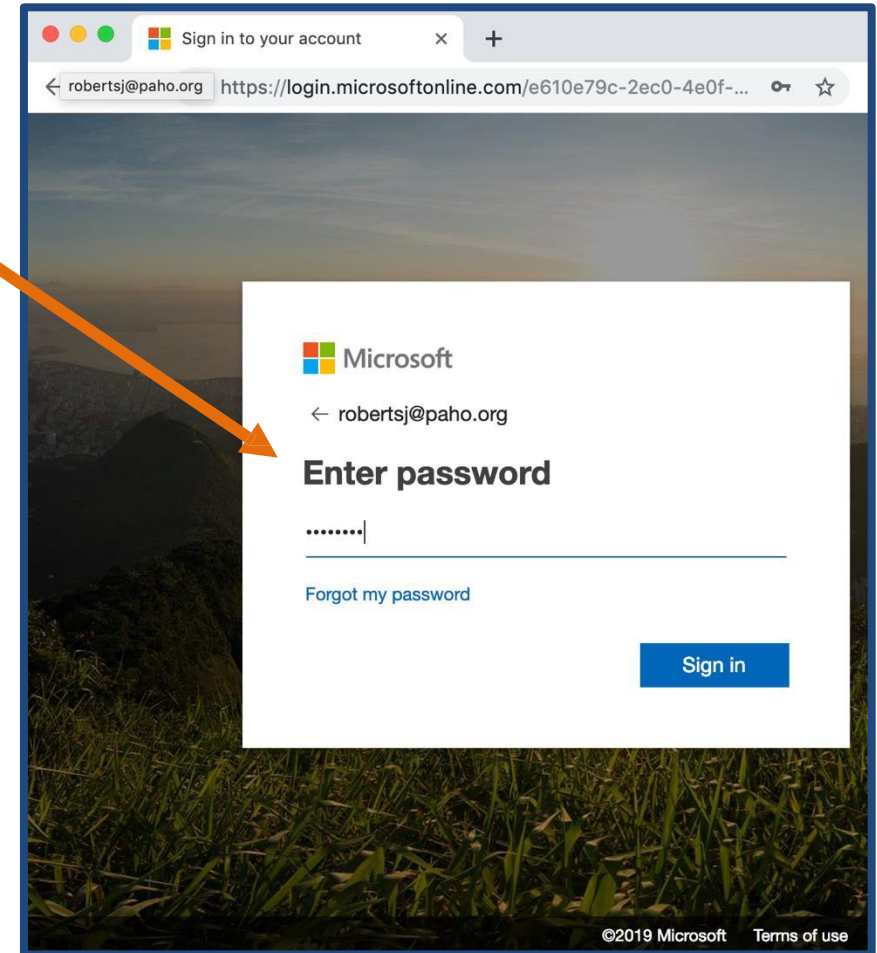 Sign in to your account
robertsj@paho.org https://login.microsoftonline.com/e610e79c-2ec0-4e0f-...
Microsoft
← robertsj@paho.org
Enter password
••••••••
Forgot my password
Sign in
©2019 Microsoft Terms of use